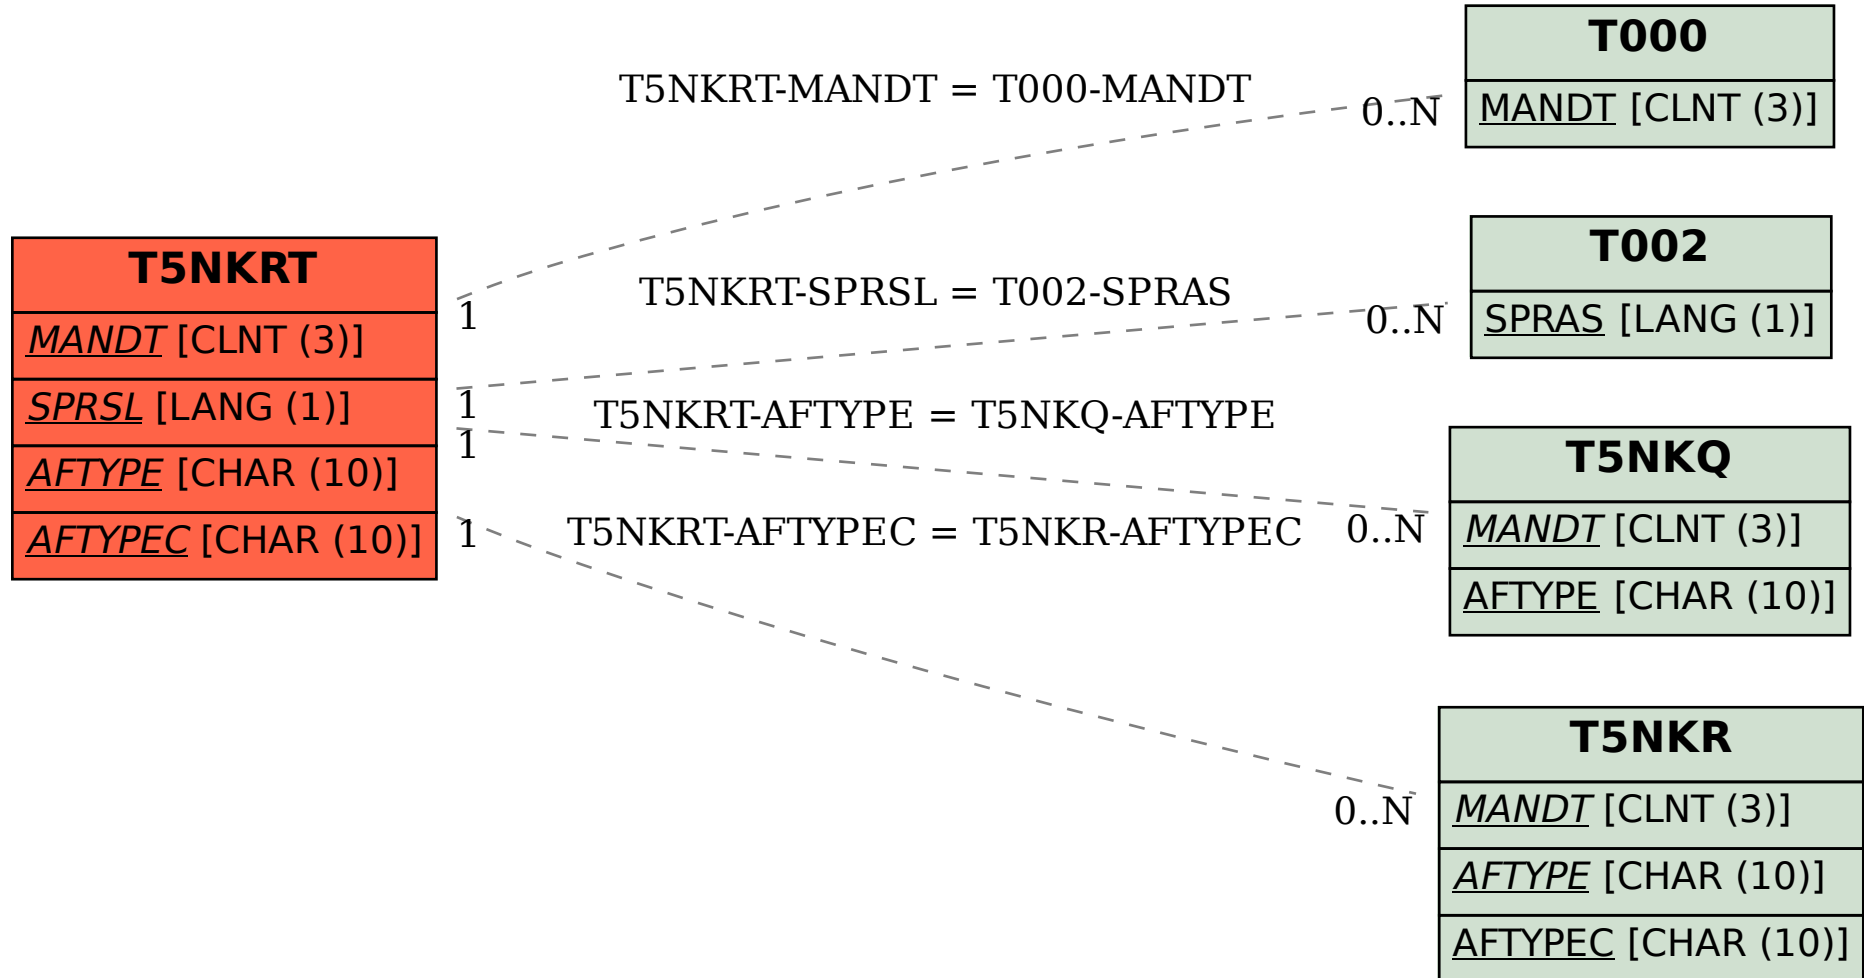 T000
MANDT [CLNT (3)]
T5NKRT-MANDT = T000-MANDT
0..N
T5NKRT
MANDT [CLNT (3)]
SPRSL [LANG (1)]
AFTYPE [CHAR (10)]
AFTYPEC [CHAR (10)]
1
T5NKRT-SPRSL = T002-SPRAS
0..N
T002
SPRAS [LANG (1)]
1
T5NKRT-AFTYPE = T5NKQ-AFTYPE
1
0..N
T5NKQ
MANDT [CLNT (3)]
AFTYPE [CHAR (10)]
1
T5NKRT-AFTYPEC = T5NKR-AFTYPEC
0..N
T5NKR
MANDT [CLNT (3)]
AFTYPE [CHAR (10)]
AFTYPEC [CHAR (10)]